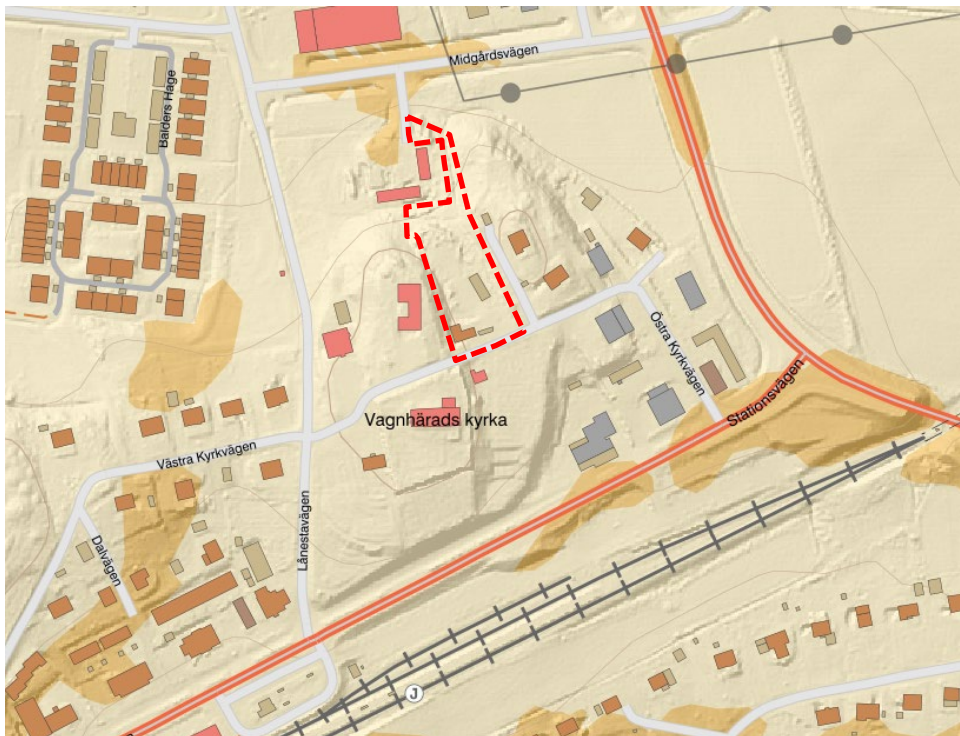 Midgårdsvägen
Balders Hage
Östra Kyrkvägen
Stationsvägen
Vagnhärads kyrka
Västra Kyrkvägen
Lånestavägen
Dalvägen
J